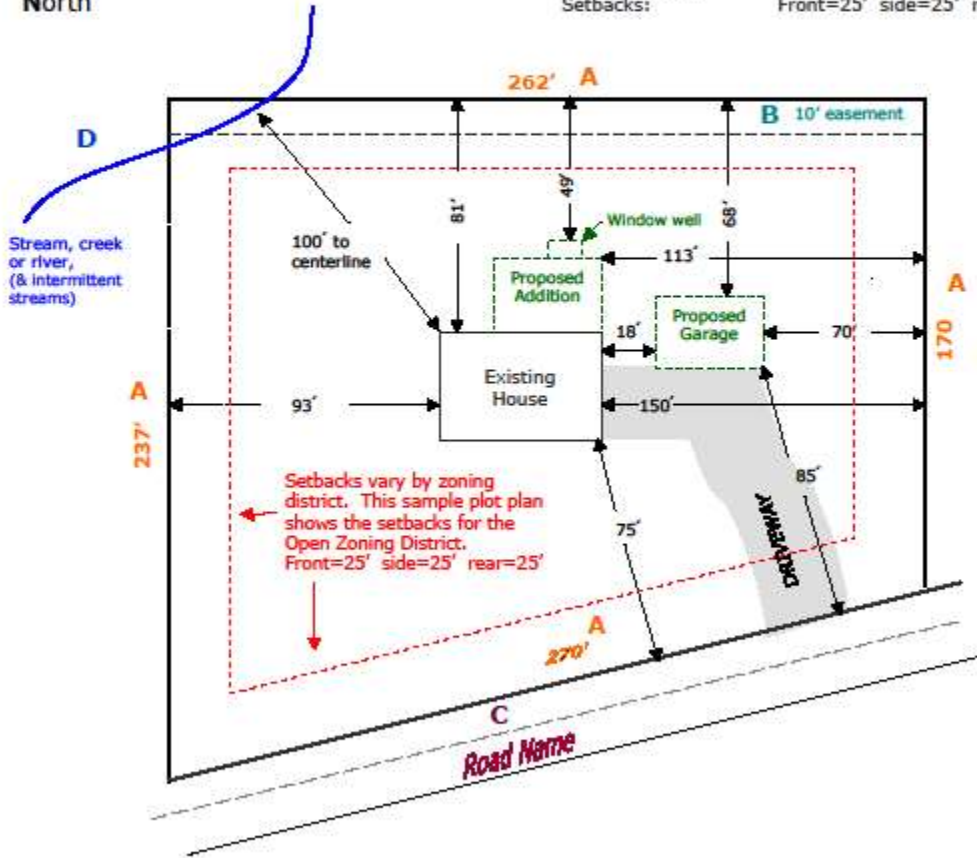 North
Setbacks:
Front=25' side=25'
262' A
B 10' easement
D
Stream, creek
or river,
(& intermittent
streams)
100' to
centerline
81'
49'
68'
Window well
113'
Proposed
Addition
A
170
Proposed
Garage
18'
70'
Existing
House
A
237'
93'
150'
Setbacks vary by zoning
district. This sample plot plan
shows the setbacks for the
Open Zoning District.
Front=25' side=25' rear=25'
75'
85'
DRIVEWAY
A
270'
C
Road Name